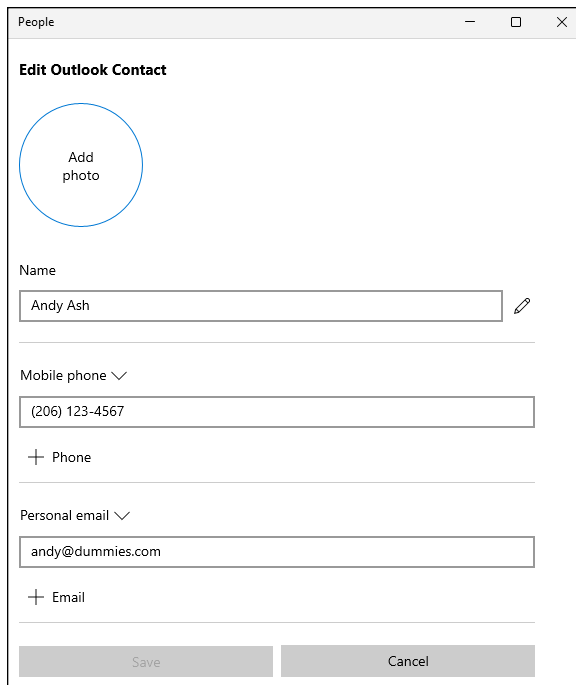 People
Edit Outlook Contact
Add
photo
Name
Andy Ash
Mobile phone
(206) 123-4567
Phone
Personal email
andy@dummies.com
Email
Save
Cancel